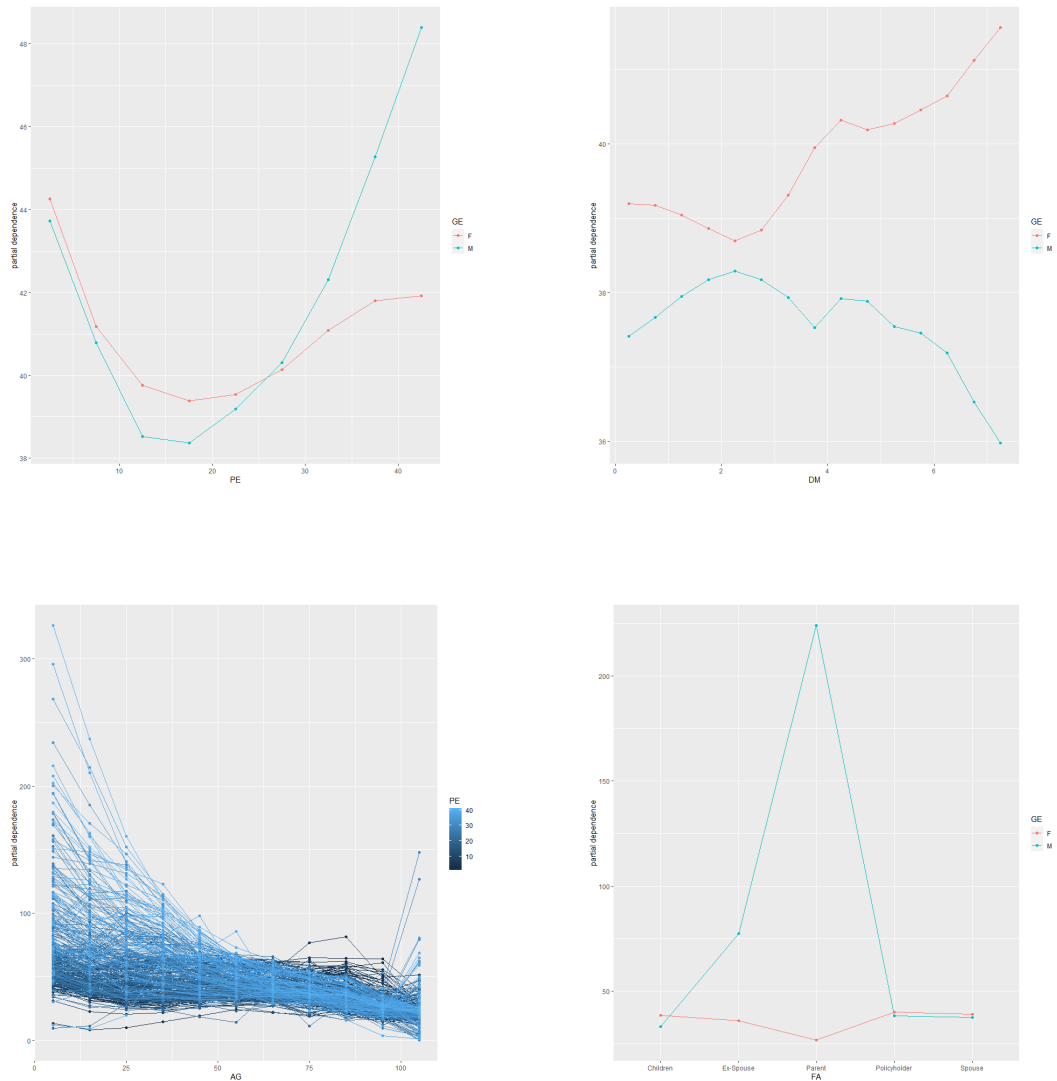 48
46
44
42
40
38
partial dependence
10
20
30
40
PE
GE
F
M
40
38
36
partial dependence
0
2
4
6
DM
GE
F
M
300
200
100
0
partial dependence
0
25
50
75
100
AG
PE
40
30
20
10
200
150
100
50
partial dependence
Children
Ex-Spouse
Parent
Policyholder
Spouse
FA
GE
F
M